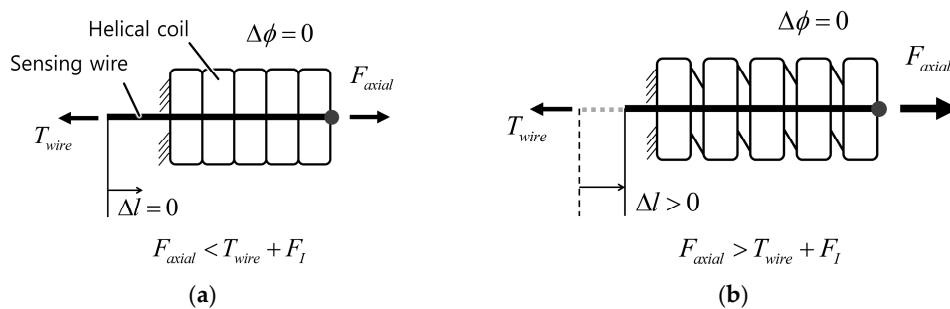 Helical coil
Δϕ = 0
Sensing wire
F_axial
T_wire
Δl = 0
F_axial < T_wire + F_I
(a)
Δϕ = 0
F_axial
T_wire
Δl > 0
F_axial > T_wire + F_I
(b)